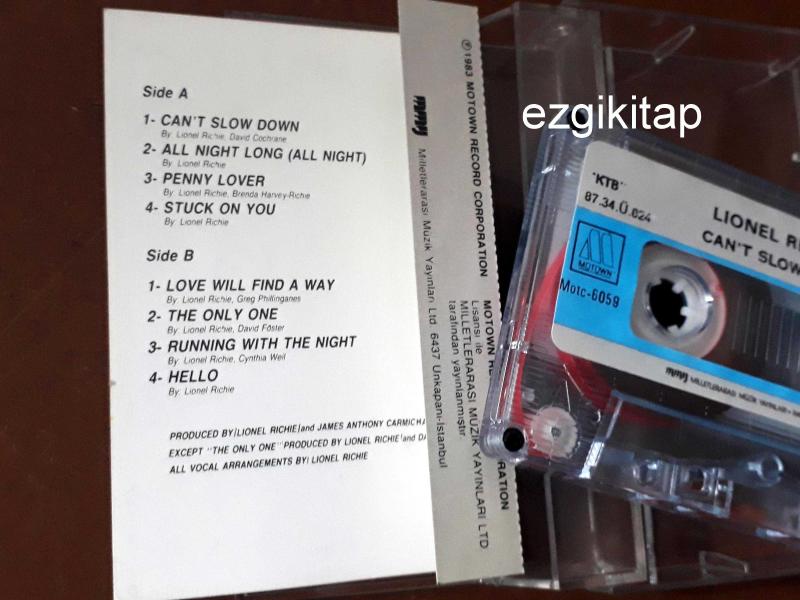 Side A
1- CAN'T SLOW DOWN
By: Lionel Richie, David Cochrane
2- ALL NIGHT LONG (ALL NIGHT)
By: Lionel Richie
3- PENNY LOVER
By: Lionel Richie, Brenda Harvey-Richie
4- STUCK ON YOU
By: Lionel Richie
Side B
1- LOVE WILL FIND A WAY
By: Lionel Richie, Greg Phillinganes
2- THE ONLY ONE
By: Lionel Richie, David Foster
3- RUNNING WITH THE NIGHT
By: Lionel Richie, Cynthia Weil
4- HELLO
By: Lionel Richie
PRODUCED BY/LIONEL RICHIE/and JAMES ANTHONY CARMICHA
EXCEPT "THE ONLY ONE" PRODUCED BY LIONEL RICHIE and DA
ALL VOCAL ARRANGEMENTS BY/ LIONEL RICHIE
℗1983 MOTOWN RECORD CORPORATION
MOTOWN RE RATION
Lisansı ile
MİLLETLERARASI MÜZİK YAYINLARI LTD
tarafından yayınlanmıştır.
Milletlerarası Müzik Yayınları Ltd. 6437 Unkapanı-İstanbul
ezgikitap
"KTB"
87.34.Ü.024
LIONEL RI
CAN'T SLOW
MOTOWN
Motc-6059
MİLLETLERARASI MÜZİK YAYINLARI